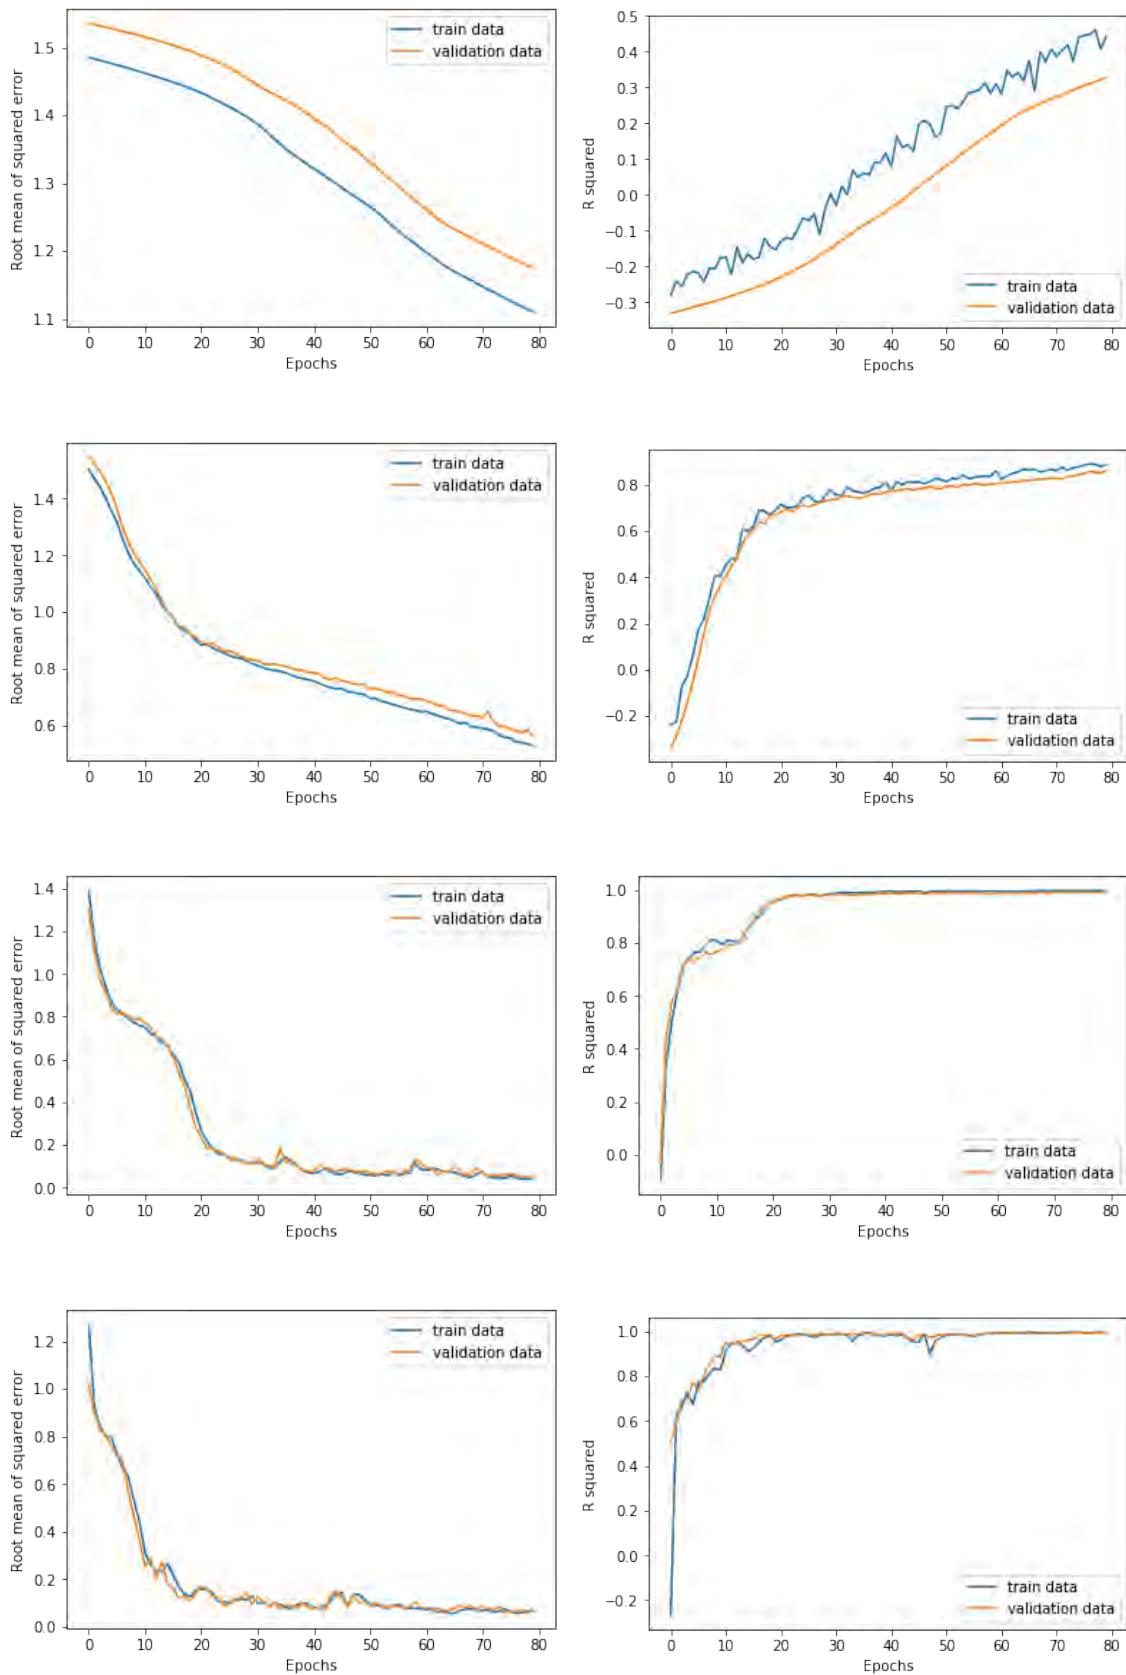 train data
validation data
1.5
1.4
1.3
1.2
1.1
Root mean of squared error
0 10 20 30 40 50 60 70 80
Epochs
0.5
0.4
0.3
0.2
0.1
0.0
−0.1
−0.2
−0.3
R squared
train data
validation data
0 10 20 30 40 50 60 70 80
Epochs
train data
validation data
1.4
1.2
1.0
0.8
0.6
Root mean of squared error
0 10 20 30 40 50 60 70 80
Epochs
0.8
0.6
0.4
0.2
0.0
−0.2
R squared
train data
validation data
0 10 20 30 40 50 60 70 80
Epochs
train data
validation data
1.4
1.2
1.0
0.8
0.6
0.4
0.2
0.0
Root mean of squared error
0 10 20 30 40 50 60 70 80
Epochs
1.0
0.8
0.6
0.4
0.2
0.0
R squared
train data
validation data
0 10 20 30 40 50 60 70 80
Epochs
train data
validation data
1.2
1.0
0.8
0.6
0.4
0.2
0.0
Root mean of squared error
0 10 20 30 40 50 60 70 80
Epochs
1.0
0.8
0.6
0.4
0.2
0.0
−0.2
R squared
train data
validation data
0 10 20 30 40 50 60 70 80
Epochs